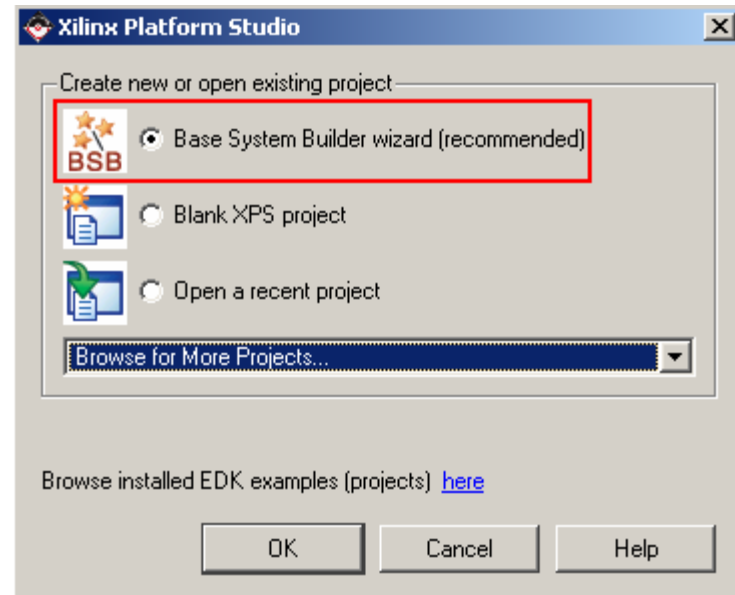 Xilinx Platform Studio
Create new or open existing project
BSB
Base System Builder wizard (recommended)
Blank XPS project
Open a recent project
Browse for More Projects...
Browse installed EDK examples (projects) here
OK Cancel Help